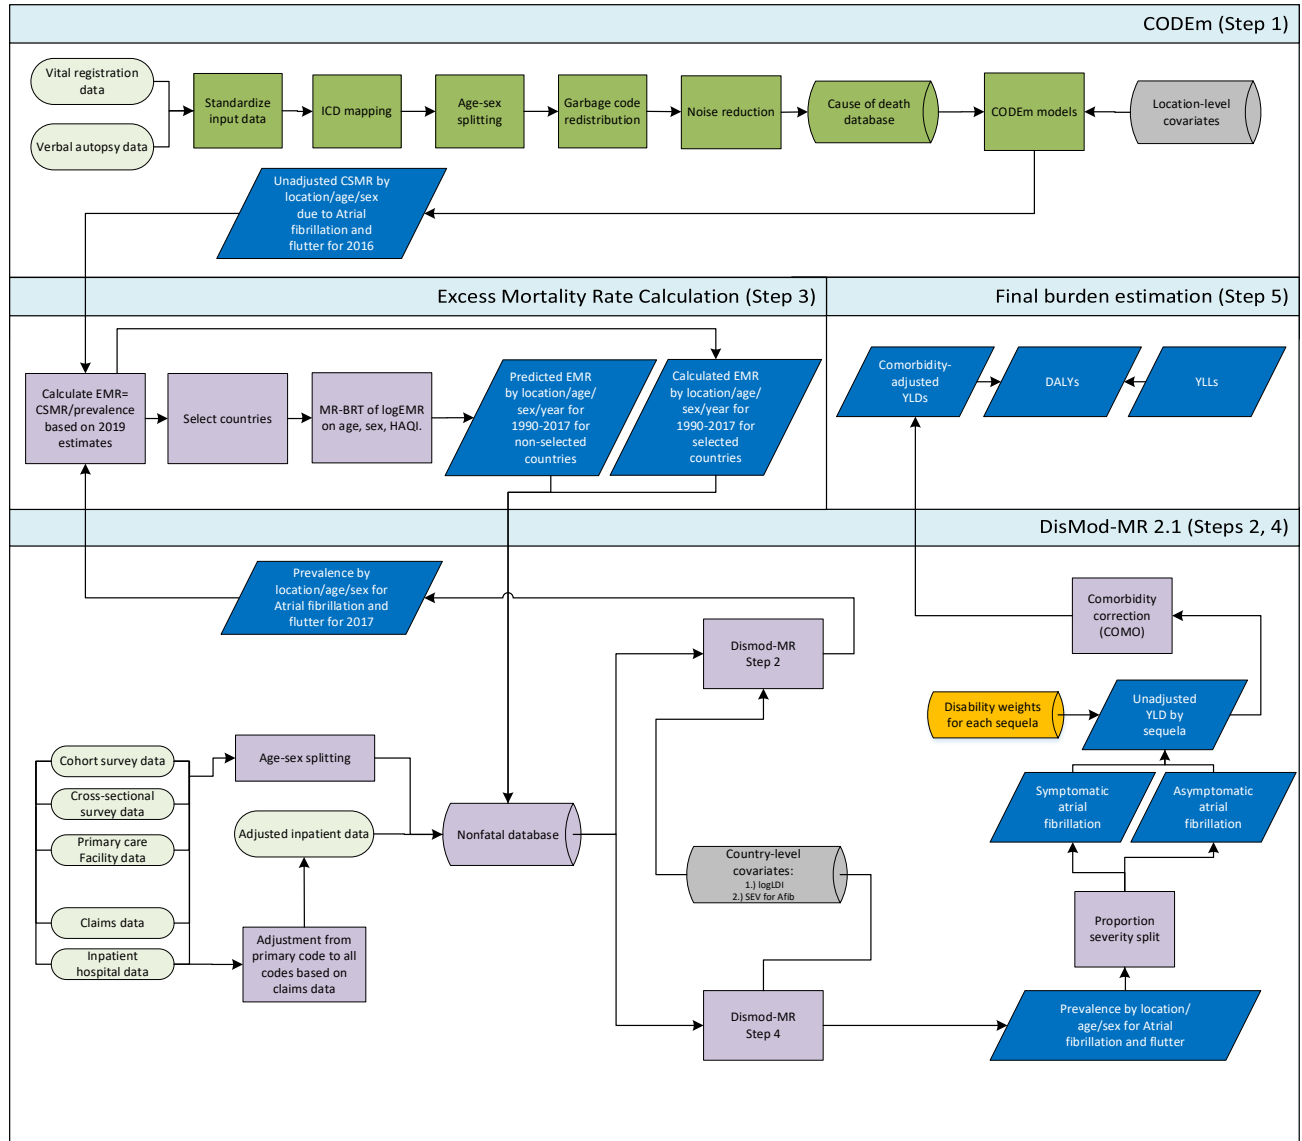 CODEm (Step 1)
Vital registration
data
Verbal autopsy data
Standardize
input data
ICD mapping
Age-sex
splitting
Garbage code
redistribution
Noise reduction
Cause of death
database
CODEm models
Location-level
covariates
Unadjusted CSMR by
location/age/sex
due to Atrial
fibrillation and
flutter for 2016
Excess Mortality Rate Calculation (Step 3)
Calculate EMR=
CSMR/prevalence
based on 2019
estimates
Select countries
MR-BRT of logEMR
on age, sex, HAQI.
Predicted EMR
by location/age/
sex/year for
1990-2017 for
non-selected
countries
Calculated EMR
by location/age/
sex/year for
1990-2017 for
selected
countries
Final burden estimation (Step 5)
Comorbidity-
adjusted
YLDs
DALYs
YLLs
DisMod-MR 2.1 (Steps 2, 4)
Prevalence by
location/age/sex for
Atrial fibrillation and
flutter for 2017
Dismod-MR
Step 2
Comorbidity
correction
(COMO)
Disability weights
for each sequela
Unadjusted
YLD by
sequela
Cohort survey data
Cross-sectional
survey data
Primary care
Facility data
Claims data
Inpatient
hospital data
Age-sex splitting
Adjusted inpatient data
Adjustment from
primary code to all
codes based on
claims data
Nonfatal database
Country-level
covariates:
1.) logLDI
2.) SEV for Afib
Symptomatic
atrial
fibrillation
Asymptomatic
atrial
fibrillation
Proportion
severity split
Dismod-MR
Step 4
Prevalence by location/
age/sex for Atrial
fibrillation and flutter